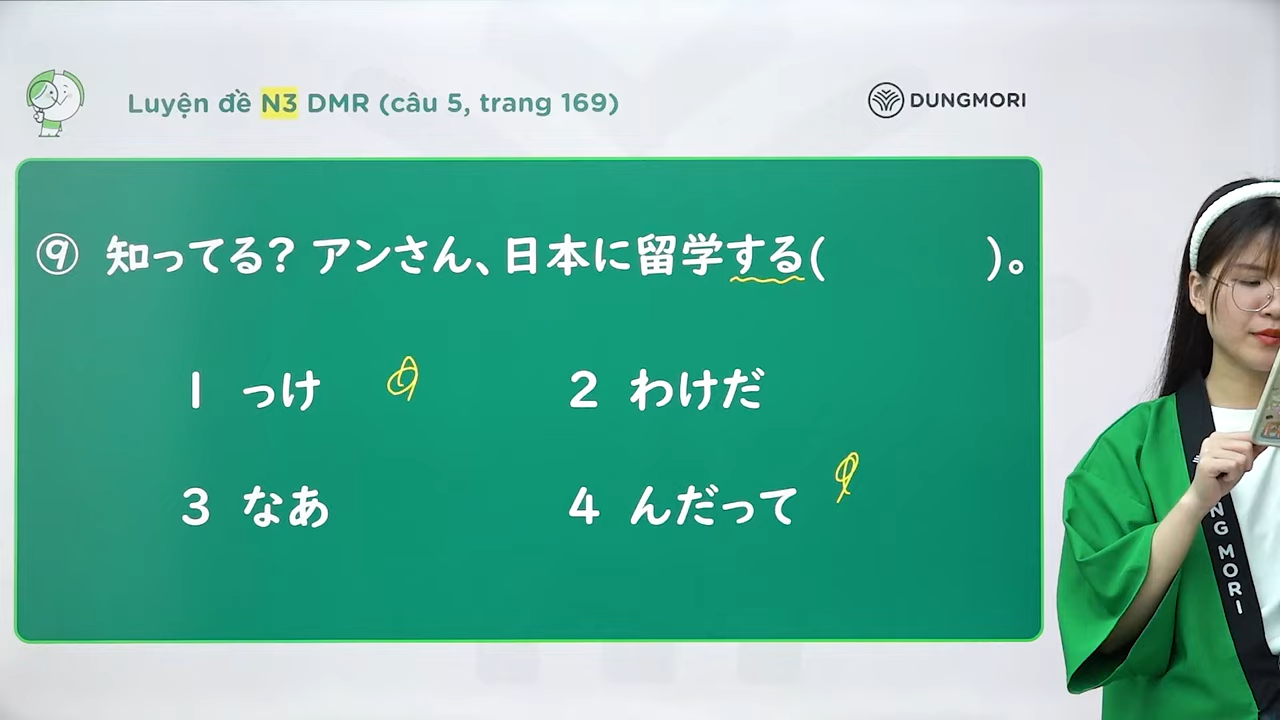 Luyện đề N3 DMR (câu 5, trang 169)
DUNGMORI
⑨ 知ってる? アンさん、日本に留学する(      )。
1 っけ
2 わけだ
3 なあ
4 んだって
NG MORI